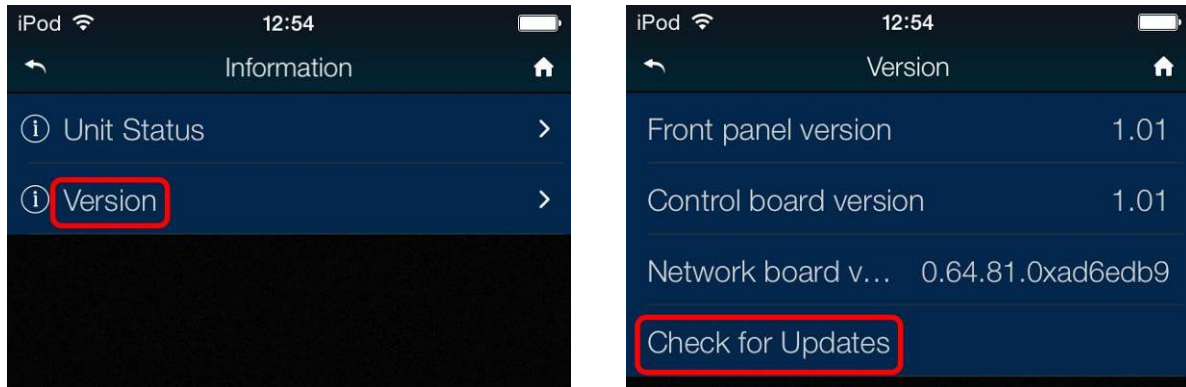 iPod 12:54
Information
Unit Status
Version
iPod 12:54
Version
Front panel version 1.01
Control board version 1.01
Network board v... 0.64.81.0xad6edb9
Check for Updates